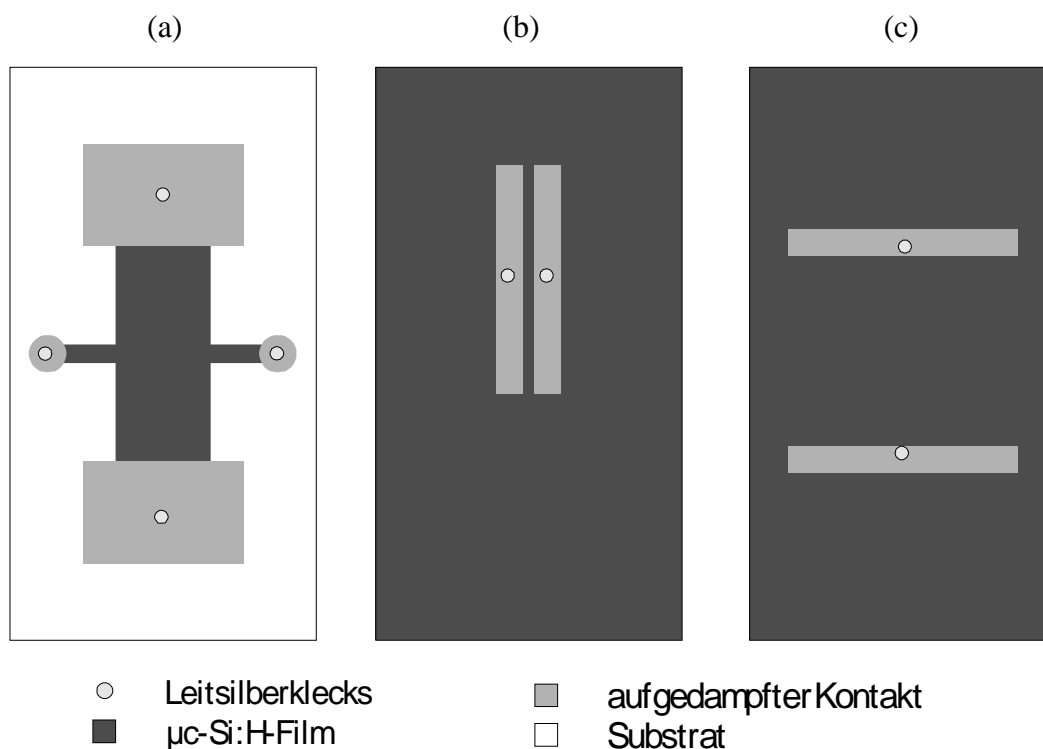 (a) (b) (c)
Leitsilberklecks aufgedampfter Kontakt
µc-Si:H-Film Substrat